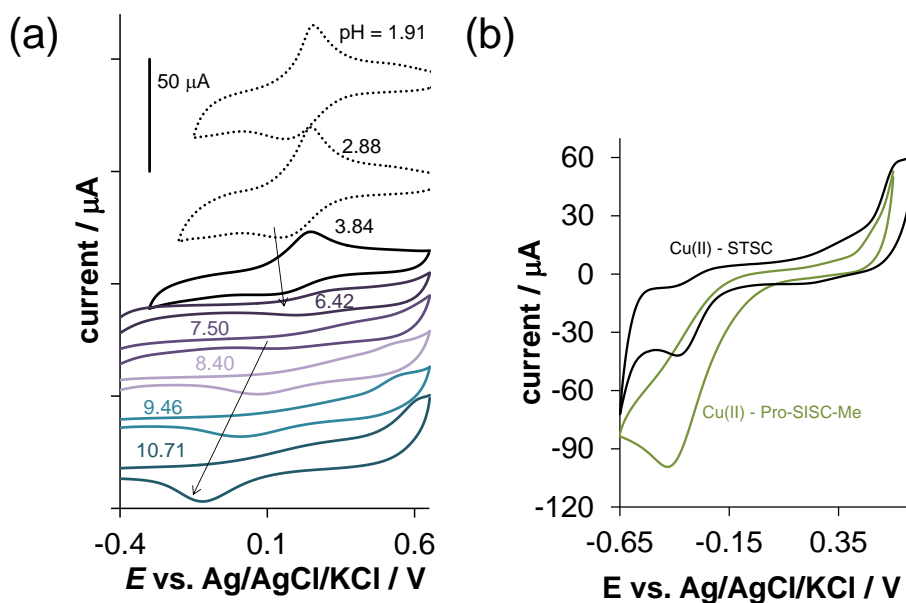 (a)
pH = 1.91
50 μA
2.88
3.84
6.42
7.50
8.40
9.46
10.71
current / μA
-0.4
0.1
0.6
E vs. Ag/AgCl/KCl / V
(b)
60
30
0
-30
-60
-90
-120
Cu(II) - STSC
Cu(II) - Pro-SISC-Me
current / μA
-0.65
-0.15
0.35
E vs. Ag/AgCl/KCl / V